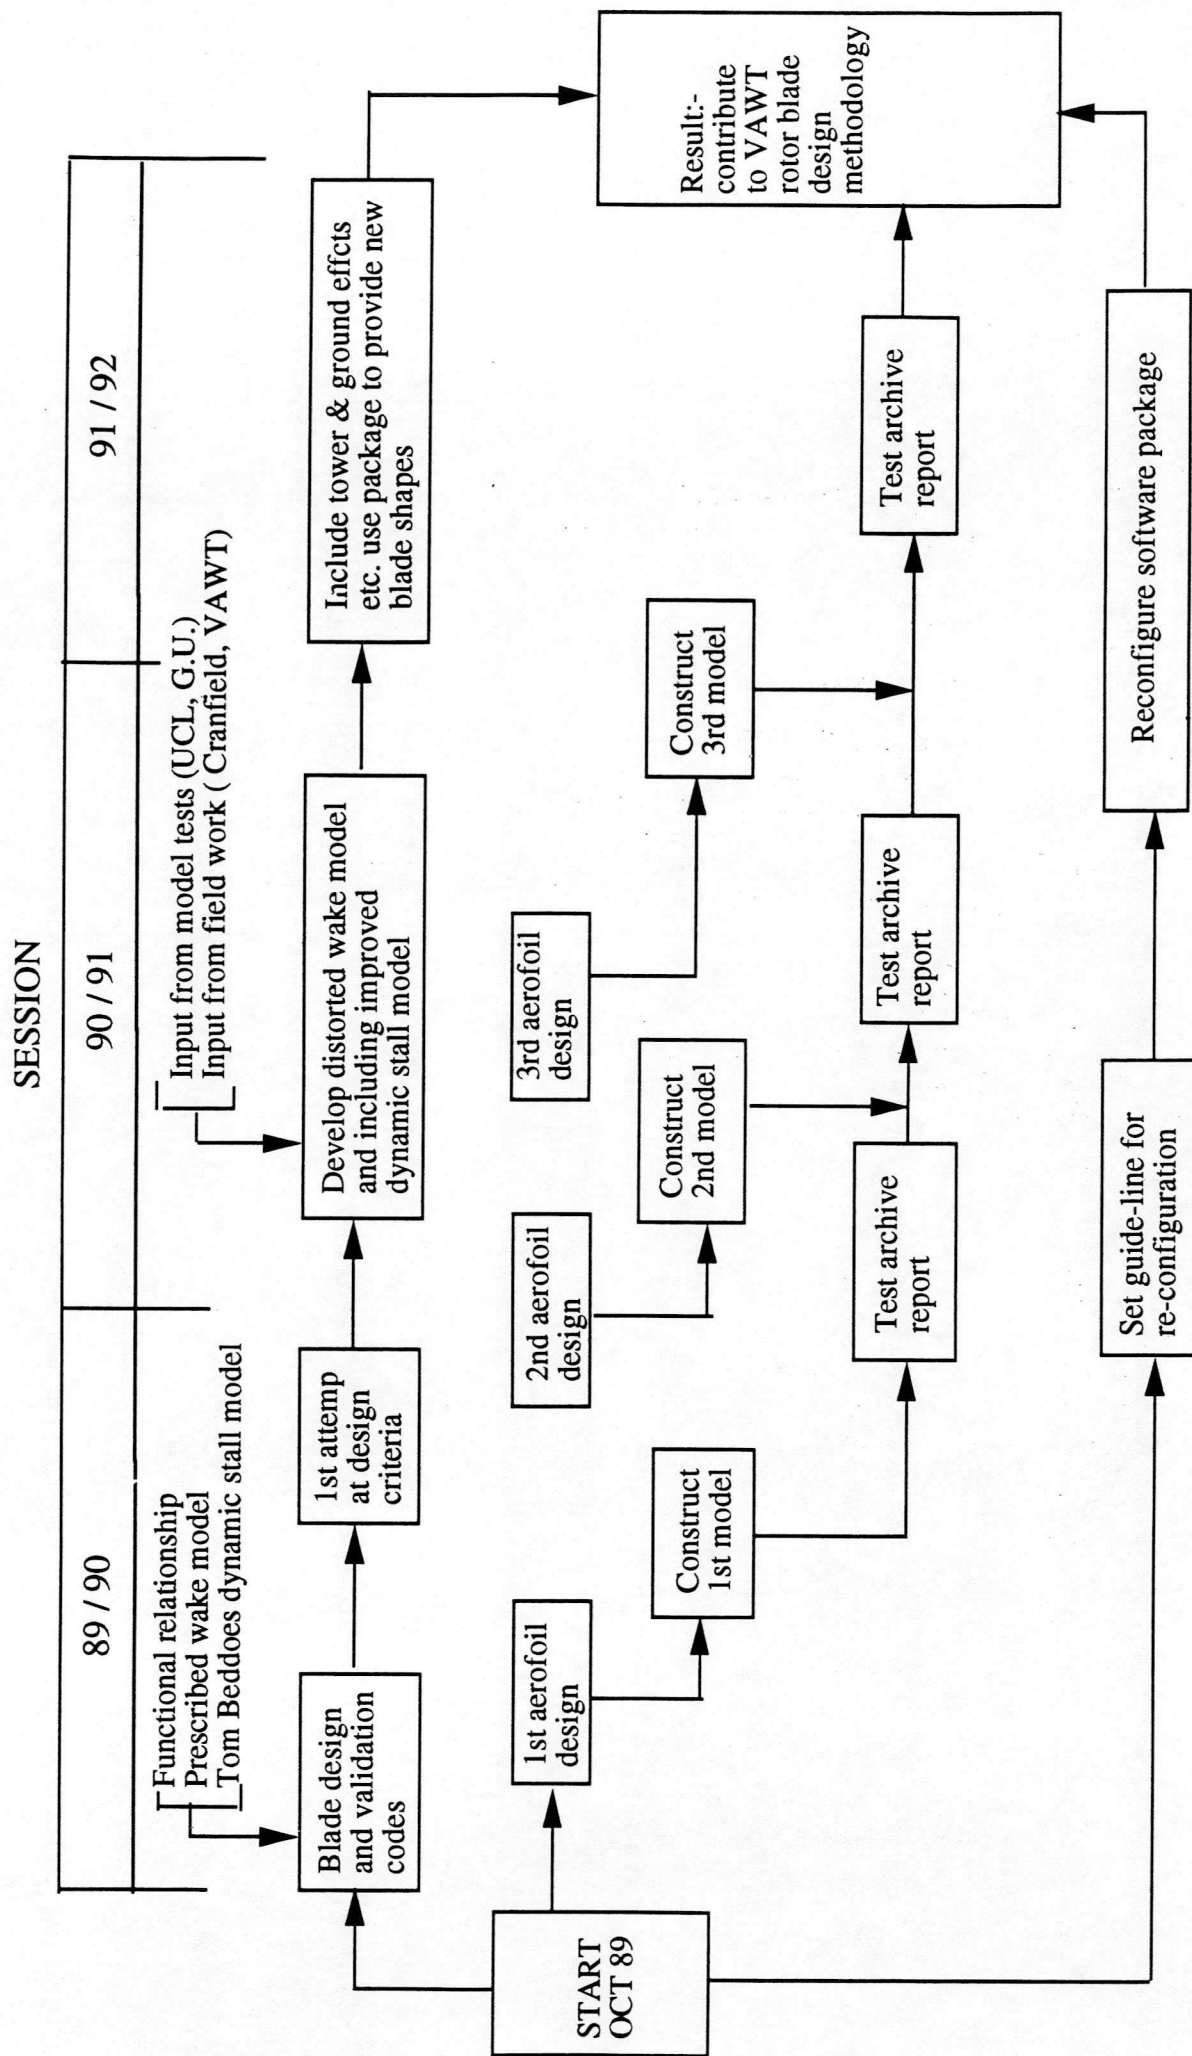 SESSION
89 / 90
90 / 91
91 / 92
Functional relationship
Prescribed wake model
Tom Beddoes dynamic stall model
Input from model tests (UCL, G.U.)
Input from field work ( Cranfield, VAWT)
Blade design
and validation
codes
1st attemp
at design
criteria
Develop distorted wake model
and including improved
dynamic stall model
Include tower & ground effcts
etc. use package to provide new
blade shapes
START
OCT 89
1st aerofoil
design
2nd aerofoil
design
3rd aerofoil
design
Construct
1st model
Construct
2nd model
Construct
3rd model
Test archive
report
Test archive
report
Test archive
report
Result:-
contribute
to VAWT
rotor blade
design
methodology
Set guide-line for
re-configuration
Reconfigure software package